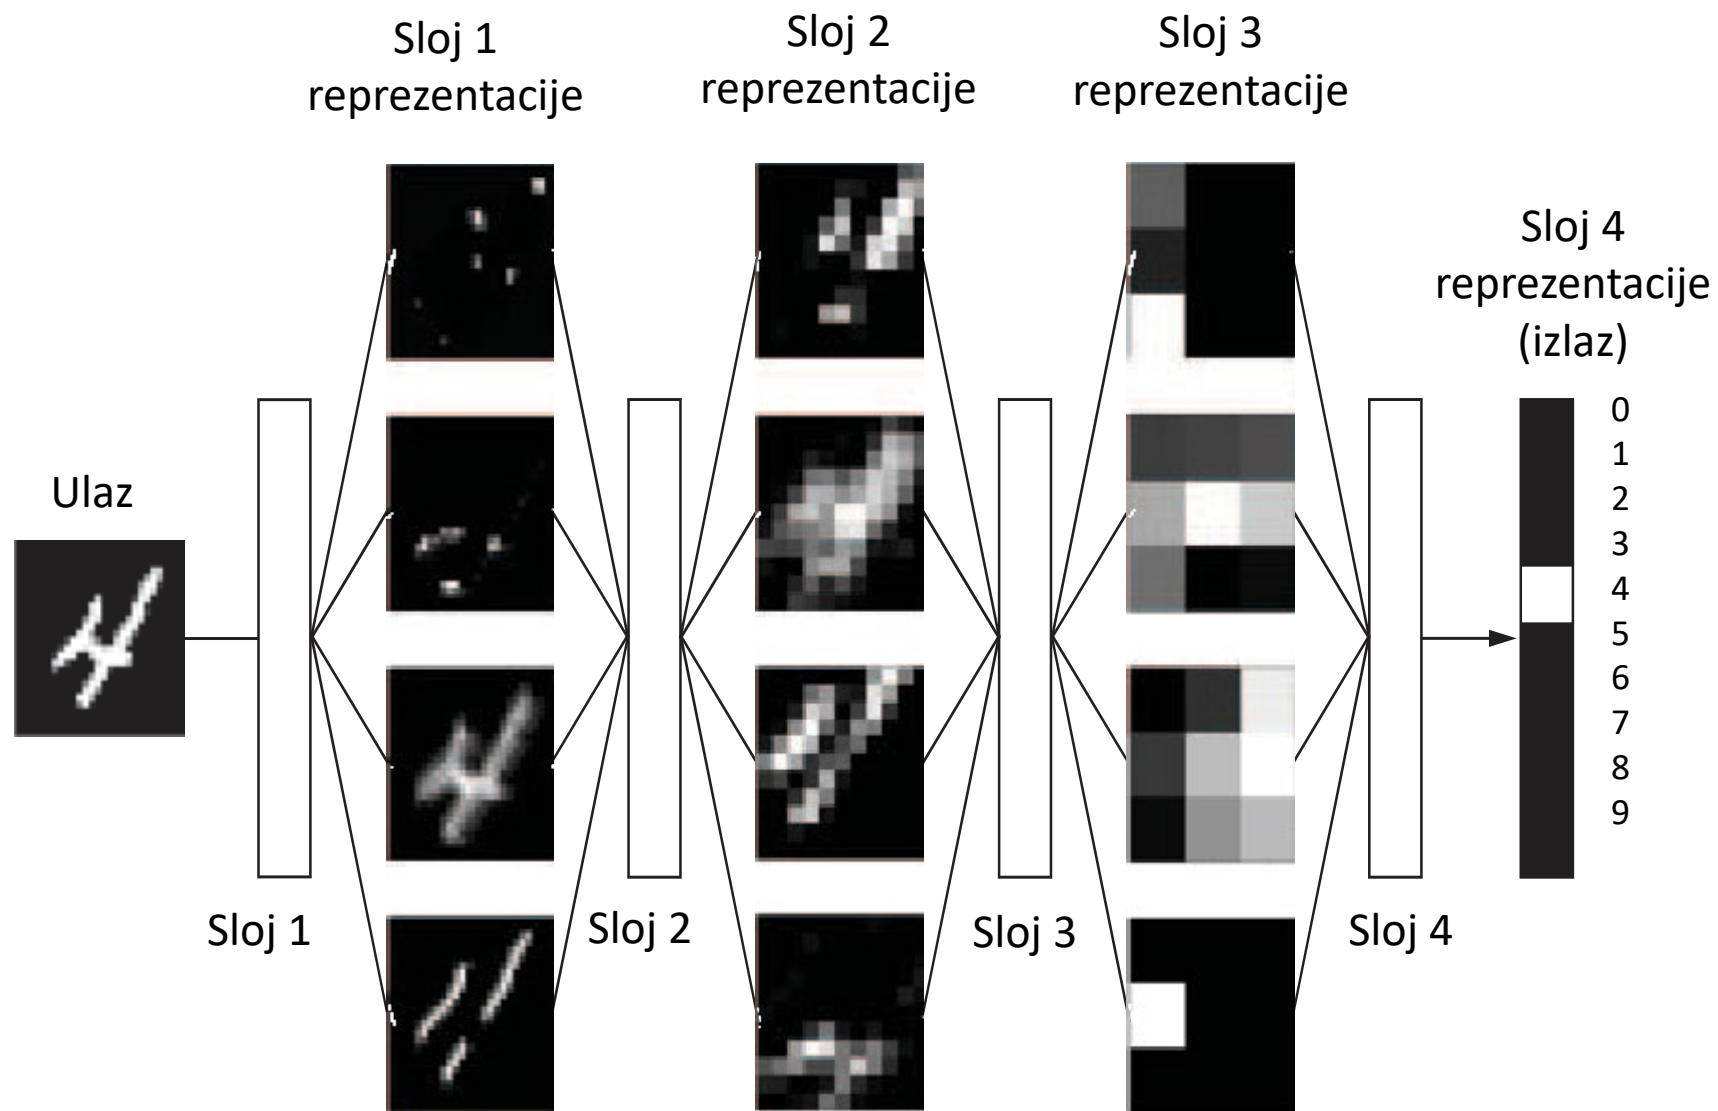 Sloj 1
reprezentacije
Sloj 2
reprezentacije
Sloj 3
reprezentacije
Sloj 4
reprezentacije
(izlaz)
Ulaz
0
1
2
3
4
5
6
7
8
9
Sloj 1
Sloj 2
Sloj 3
Sloj 4